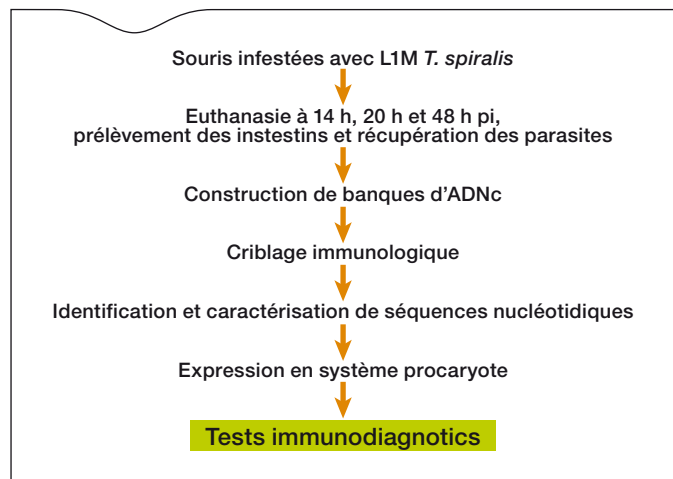 Souris infestées avec L1M T. spiralis
Euthanasie à 14 h, 20 h et 48 h pi,
prélèvement des instestins et récupération des parasites
Construction de banques d'ADNc
Criblage immunologique
Identification et caractérisation de séquences nucléotidiques
Expression en système procaryote
Tests immunodiagnotics